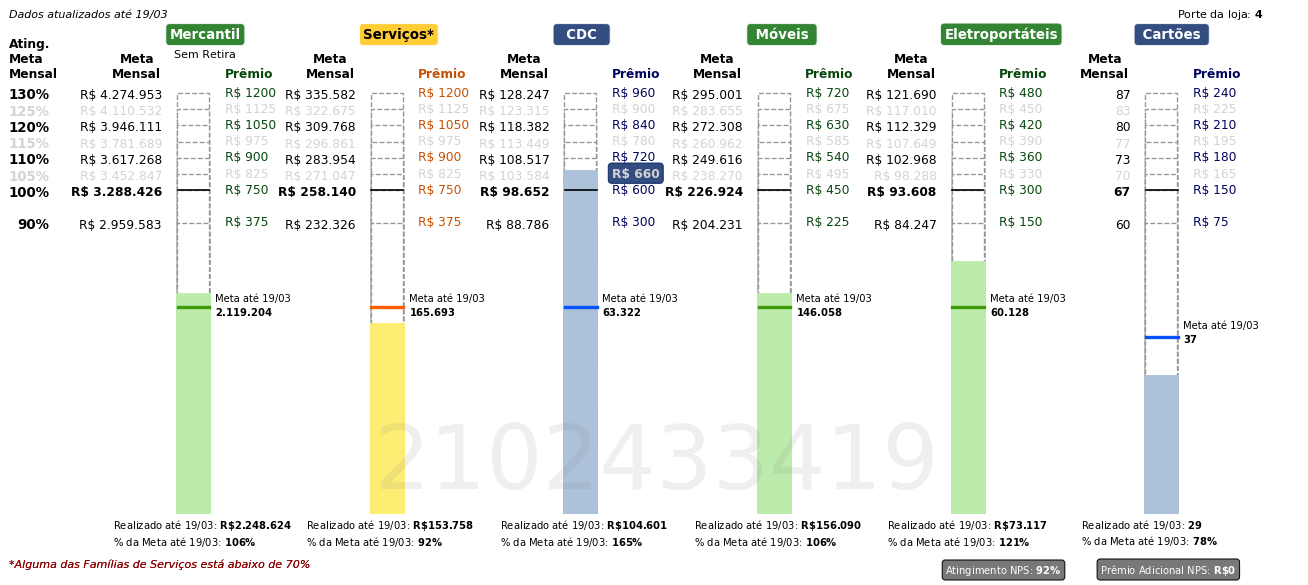 Dados atualizados até 19/03
Porte da loja: 4
Mercantil Serviços* CDC Móveis Eletroportáteis Cartões
Sem Retira
Ating. Meta Mensal
Meta Mensal Prêmio Meta Mensal Prêmio Meta Mensal Prêmio Meta Mensal Prêmio Meta Mensal Prêmio Meta Mensal Prêmio
130% R$ 4.274.953 R$ 1200 R$ 335.582 R$ 1200 R$ 128.247 R$ 960 R$ 295.001 R$ 720 R$ 121.690 R$ 480 87 R$ 240
125% R$ 4.110.532 R$ 1125 R$ 322.675 R$ 1125 R$ 123.315 R$ 900 R$ 283.655 R$ 675 R$ 117.010 R$ 450 83 R$ 225
120% R$ 3.946.111 R$ 1050 R$ 309.768 R$ 1050 R$ 118.382 R$ 840 R$ 272.308 R$ 630 R$ 112.329 R$ 420 80 R$ 210
115% R$ 3.781.689 R$ 975 R$ 296.861 R$ 975 R$ 113.449 R$ 780 R$ 260.962 R$ 585 R$ 107.649 R$ 390 77 R$ 195
110% R$ 3.617.268 R$ 900 R$ 283.954 R$ 900 R$ 108.517 R$ 720 R$ 249.616 R$ 540 R$ 102.968 R$ 360 73 R$ 180
105% R$ 3.452.847 R$ 825 R$ 271.047 R$ 825 R$ 103.584 R$ 660 R$ 238.270 R$ 495 R$ 98.288 R$ 330 70 R$ 165
100% R$ 3.288.426 R$ 750 R$ 258.140 R$ 750 R$ 98.652 R$ 600 R$ 226.924 R$ 450 R$ 93.608 R$ 300 67 R$ 150
90% R$ 2.959.583 R$ 375 R$ 232.326 R$ 375 R$ 88.786 R$ 300 R$ 204.231 R$ 225 R$ 84.247 R$ 150 60 R$ 75
Meta até 19/03 Meta até 19/03 Meta até 19/03 Meta até 19/03 Meta até 19/03
2.119.204 165.693 63.322 146.058 60.128
Meta até 19/03
37
2102433419
Realizado até 19/03: R$2.248.624 Realizado até 19/03: R$153.758 Realizado até 19/03: R$104.601 Realizado até 19/03: R$156.090 Realizado até 19/03: R$73.117 Realizado até 19/03: 29
% da Meta até 19/03: 106% % da Meta até 19/03: 92% % da Meta até 19/03: 165% % da Meta até 19/03: 106% % da Meta até 19/03: 121% % da Meta até 19/03: 78%
*Alguma das Famílias de Serviços está abaixo de 70%
Atingimento NPS: 92% Prêmio Adicional NPS: R$0